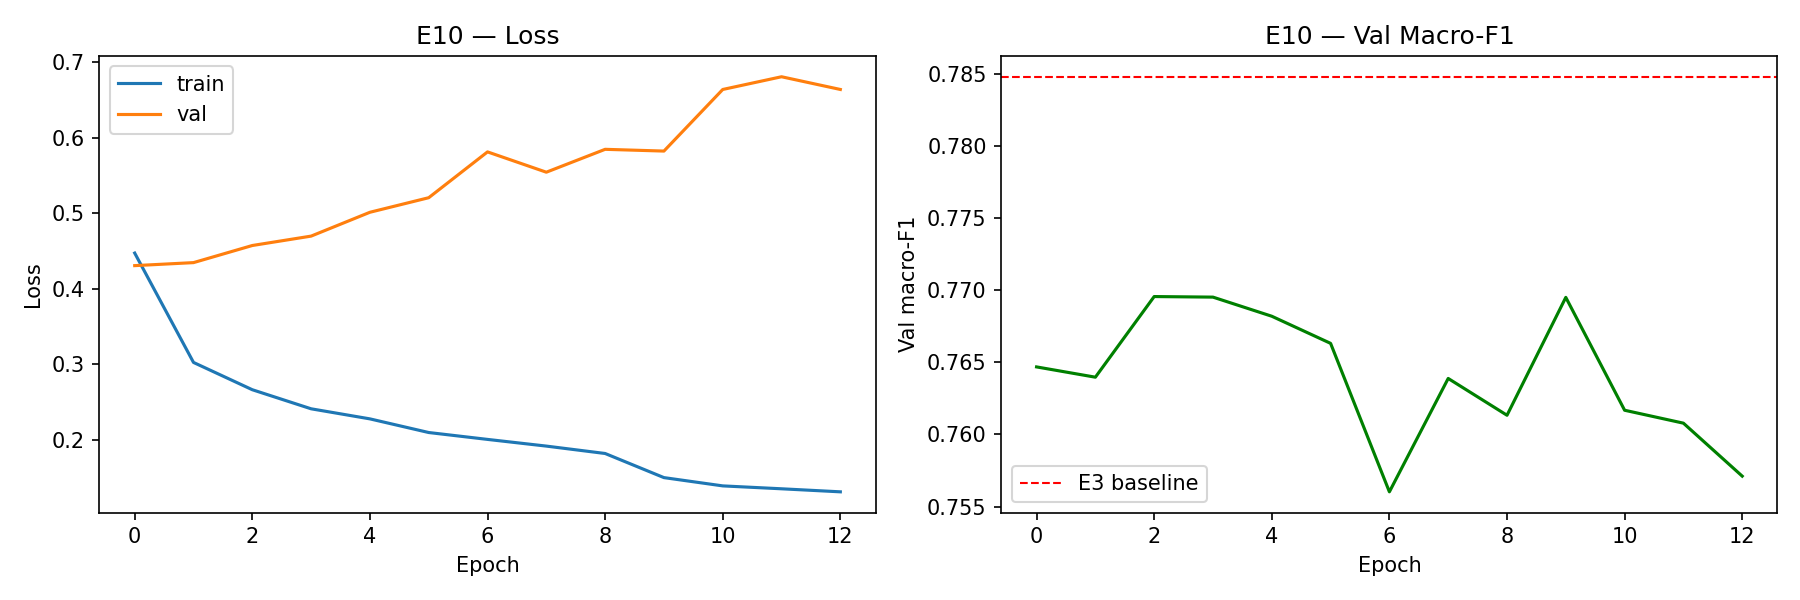 E10 — Loss
0.7
0.6
0.5
0.4
0.3
0.2
Loss
train
val
0 2 4 6 8 10 12
Epoch
E10 — Val Macro-F1
0.785
0.780
0.775
0.770
0.765
0.760
0.755
Val macro-F1
E3 baseline
0 2 4 6 8 10 12
Epoch